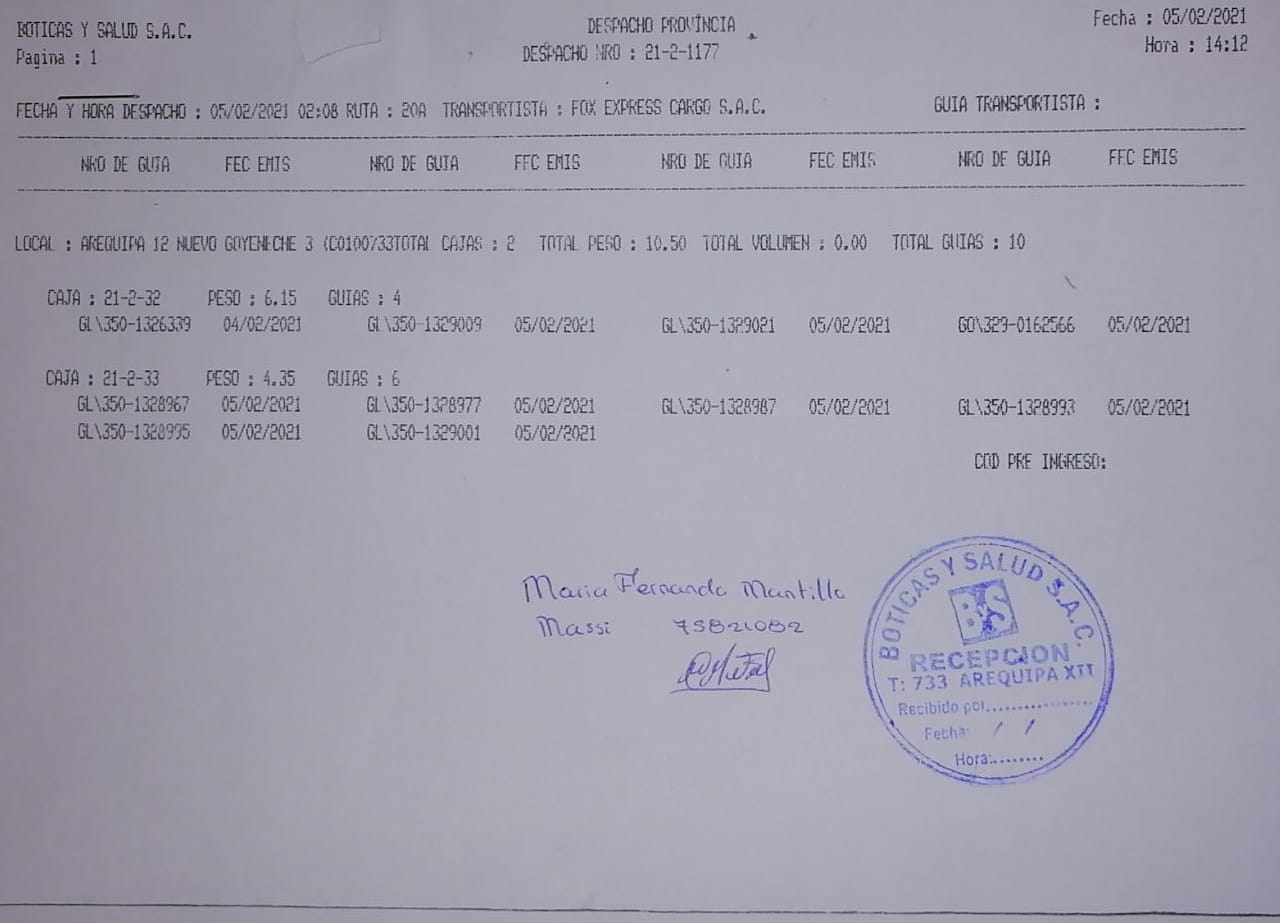 BOTICAS Y SALUD S.A.C. DESPACHO PROVINCIA Fecha : 05/02/2021
Pagina : 1 DESPACHO NRO : 21-2-1177 Hora : 14:12
FECHA Y HORA DESPACHO : 05/02/2021 02:08 RUTA : 20A TRANSPORTISTA : FOX EXPRESS CARGO S.A.C. GUIA TRANSPORTISTA :
NRO DE GUIA FEC EMIS NRO DE GUIA FEC EMIS NRO DE GUIA FEC EMIS NRO DE GUIA FEC EMIS
LOCAL : AREQUIPA 12 NUEVO GOYENECHE 3 (C0100733TOTAL CAJAS : 2 TOTAL PESO : 10.50 TOTAL VOLUMEN : 0.00 TOTAL GUIAS : 10
CAJA : 21-2-32 PESO : 6.15 GUIAS : 4
GL\350-1326339 04/02/2021 GL\350-1329009 05/02/2021 GL\350-1329021 05/02/2021 GO\329-0162566 05/02/2021
CAJA : 21-2-33 PESO : 4.35 GUIAS : 6
GL\350-1328967 05/02/2021 GL\350-1328977 05/02/2021 GL\350-1328987 05/02/2021 GL\350-1328993 05/02/2021
GL\350-1328995 05/02/2021 GL\350-1329001 05/02/2021
COD PRE INGRESO:
Maria Fernanda Mantilla
Massi 75821082
BOTICAS Y SALUD S.A.C.
BS
RECEPCION
T: 733 AREQUIPA XII
Recibido por...............
Fecha: / /
Hora:........